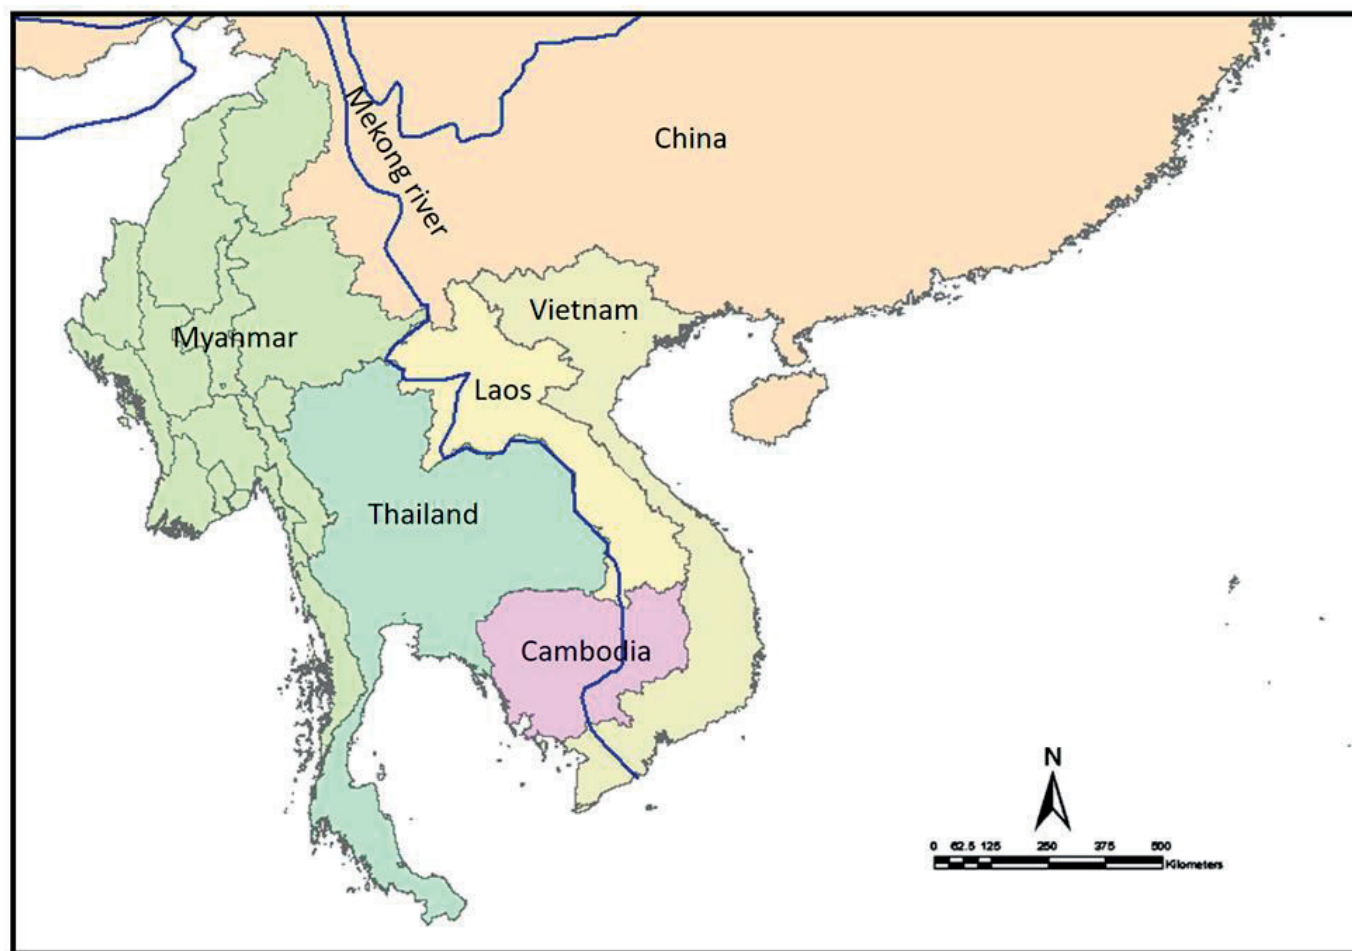 China
Mekong river
Vietnam
Myanmar
Laos
Thailand
Cambodia
N
0 62.5 125 250 375 500
Kilometers